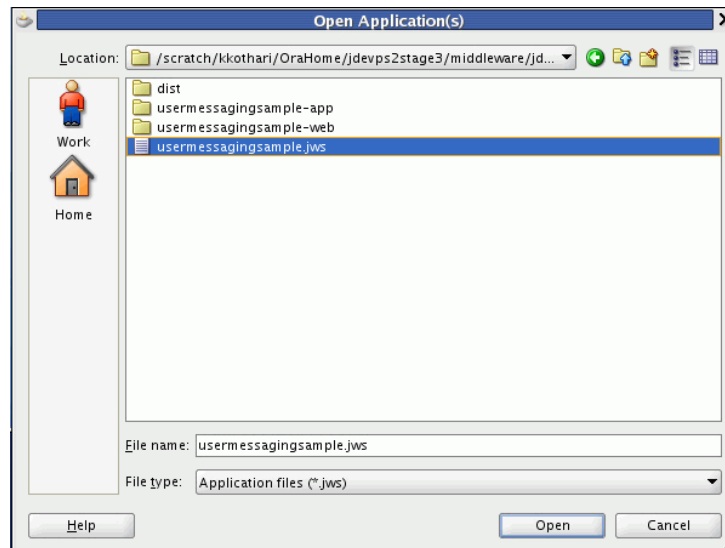 Open Application(s)
Location: /scratch/kkothari/OraHome/jdevps2stage3/middleware/jd...
Work
Home
dist
usermessagingsample-app
usermessagingsample-web
usermessagingsample.jws
File name: usermessagingsample.jws
File type: Application files (*.jws)
Help
Open
Cancel